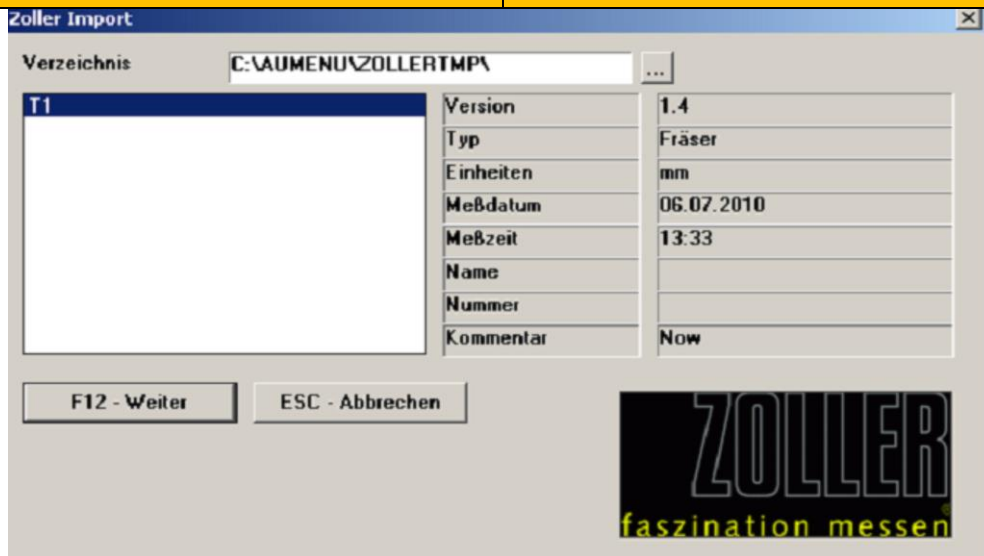 Zoller Import
Verzeichnis C:\AUMENU\ZOLLERTMP\ ...
T1
Version 1.4
Typ Fräser
Einheiten mm
Meßdatum 06.07.2010
Meßzeit 13:33
Name
Nummer
Kommentar Now
F12 - Weiter ESC - Abbrechen
ZOLLER
®
faszination messen